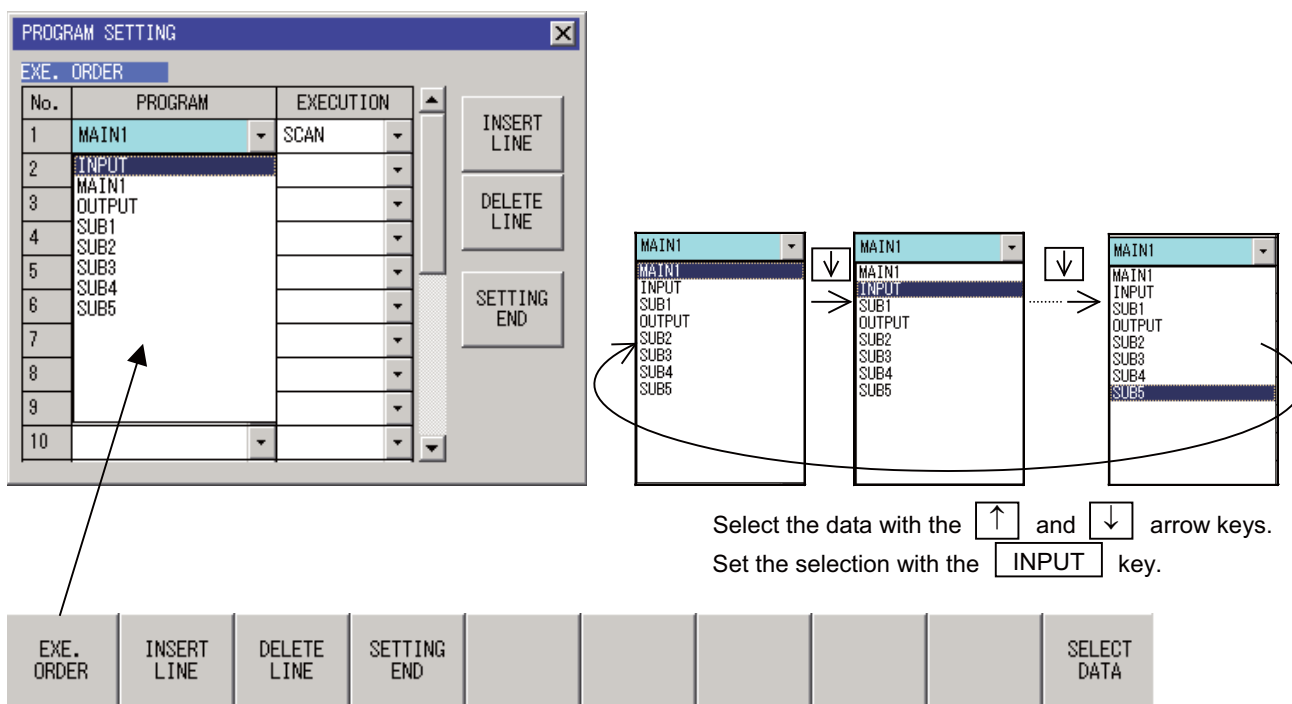 PROGRAM SETTING
EXE. ORDER
No. PROGRAM EXECUTION
1 MAIN1 SCAN
2 INPUT
MAIN1
3 OUTPUT
SUB1
4 SUB2
5 SUB3
SUB4
6 SUB5
7
8
9
10
INSERT
LINE
DELETE
LINE
SETTING
END
MAIN1
MAIN1
INPUT
SUB1
OUTPUT
SUB2
SUB3
SUB4
SUB5
↓
MAIN1
MAIN1
INPUT
SUB1
OUTPUT
SUB2
SUB3
SUB4
SUB5
↓
MAIN1
MAIN1
INPUT
SUB1
OUTPUT
SUB2
SUB3
SUB4
SUB5
Select the data with the ↑ and ↓ arrow keys.
Set the selection with the INPUT key.
EXE.
ORDER
INSERT
LINE
DELETE
LINE
SETTING
END
SELECT
DATA